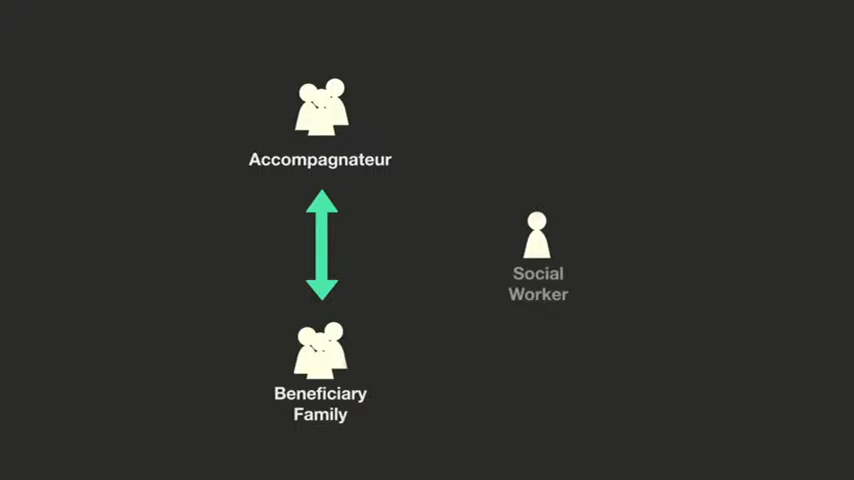 Accompagnateur
Social
Worker
Beneficiary
Family